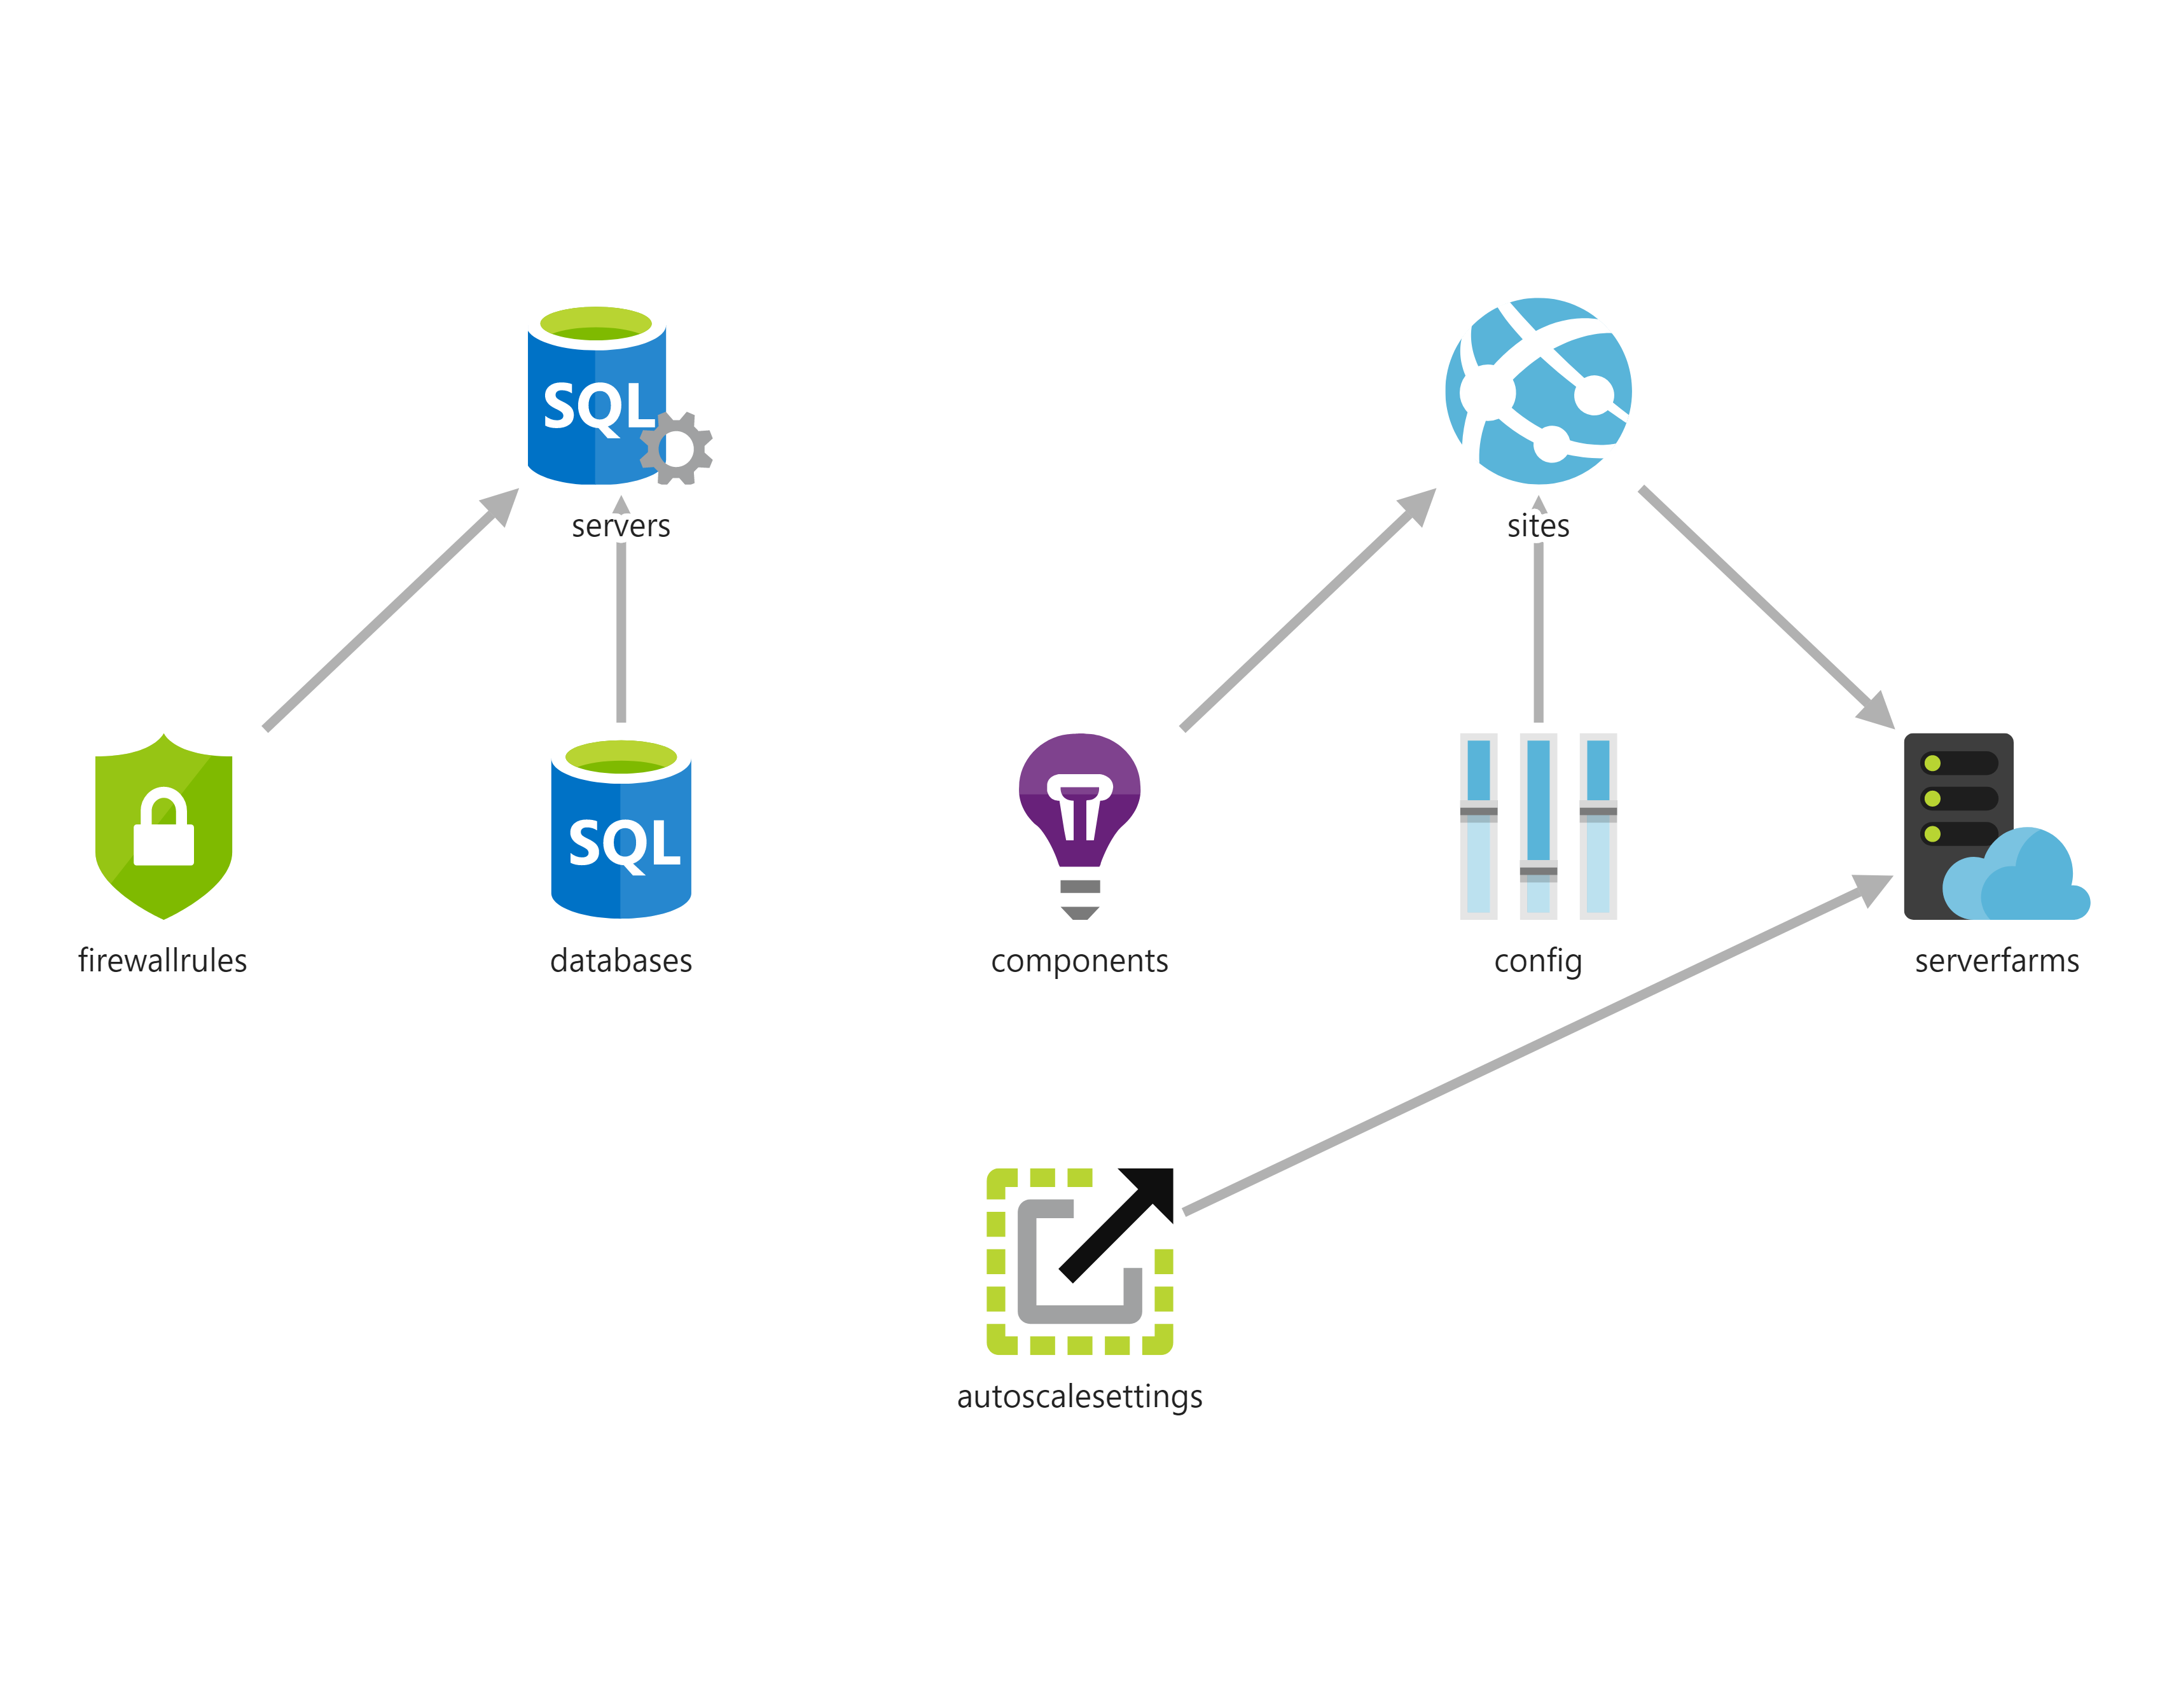 SQL
servers
sites
SQL
firewallrules
databases
components
config
serverfarms
autoscalesettings